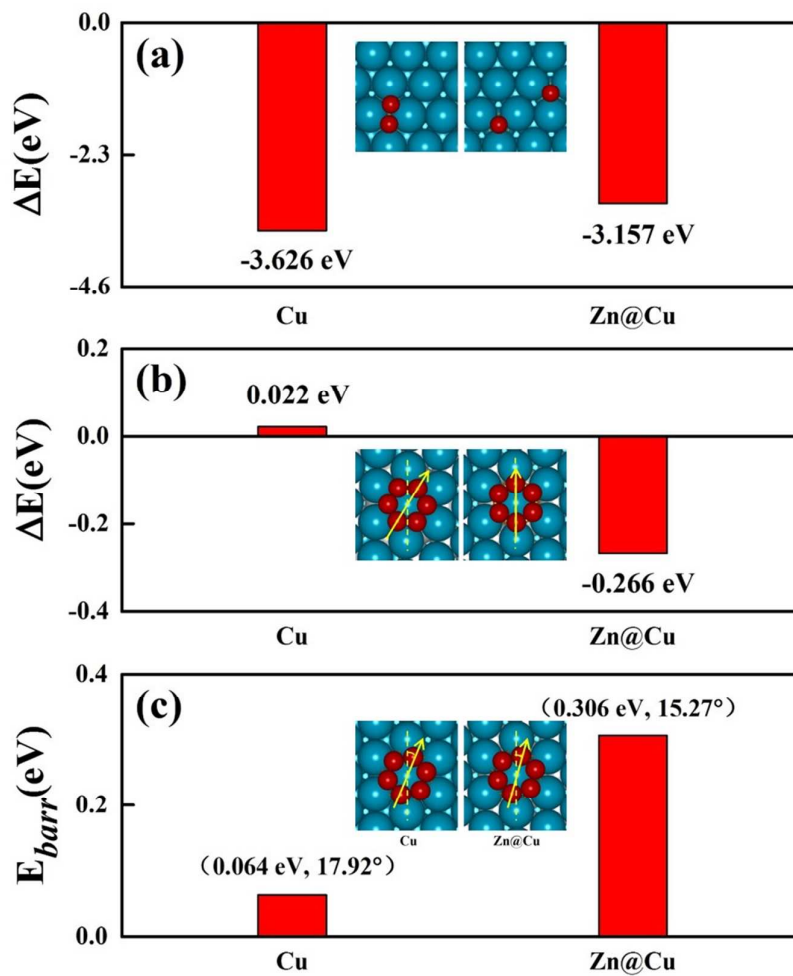 0.0
(a)
ΔE(eV)
-2.3
-3.626 eV
-3.157 eV
-4.6
Cu
Zn@Cu
0.2
(b)
0.022 eV
0.0
ΔE(eV)
-0.2
-0.266 eV
-0.4
Cu
Zn@Cu
0.4
(c)
(0.306 eV, 15.27°)
E_barr(eV)
0.2
Cu
Zn@Cu
(0.064 eV, 17.92°)
0.0
Cu
Zn@Cu